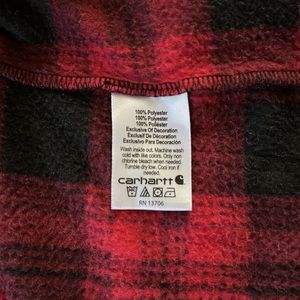 100% Polyester
100% Polyester
100% Poliéster
Exclusive Of Decoration
Exclusif De Decoration
Exclusivo Para Decoración
Wash inside out. Machine wash
cold with like colors. Only non
chlorine bleach when needed.
Tumble dry low. Cool iron if
needed.
carhartt
RN 13706